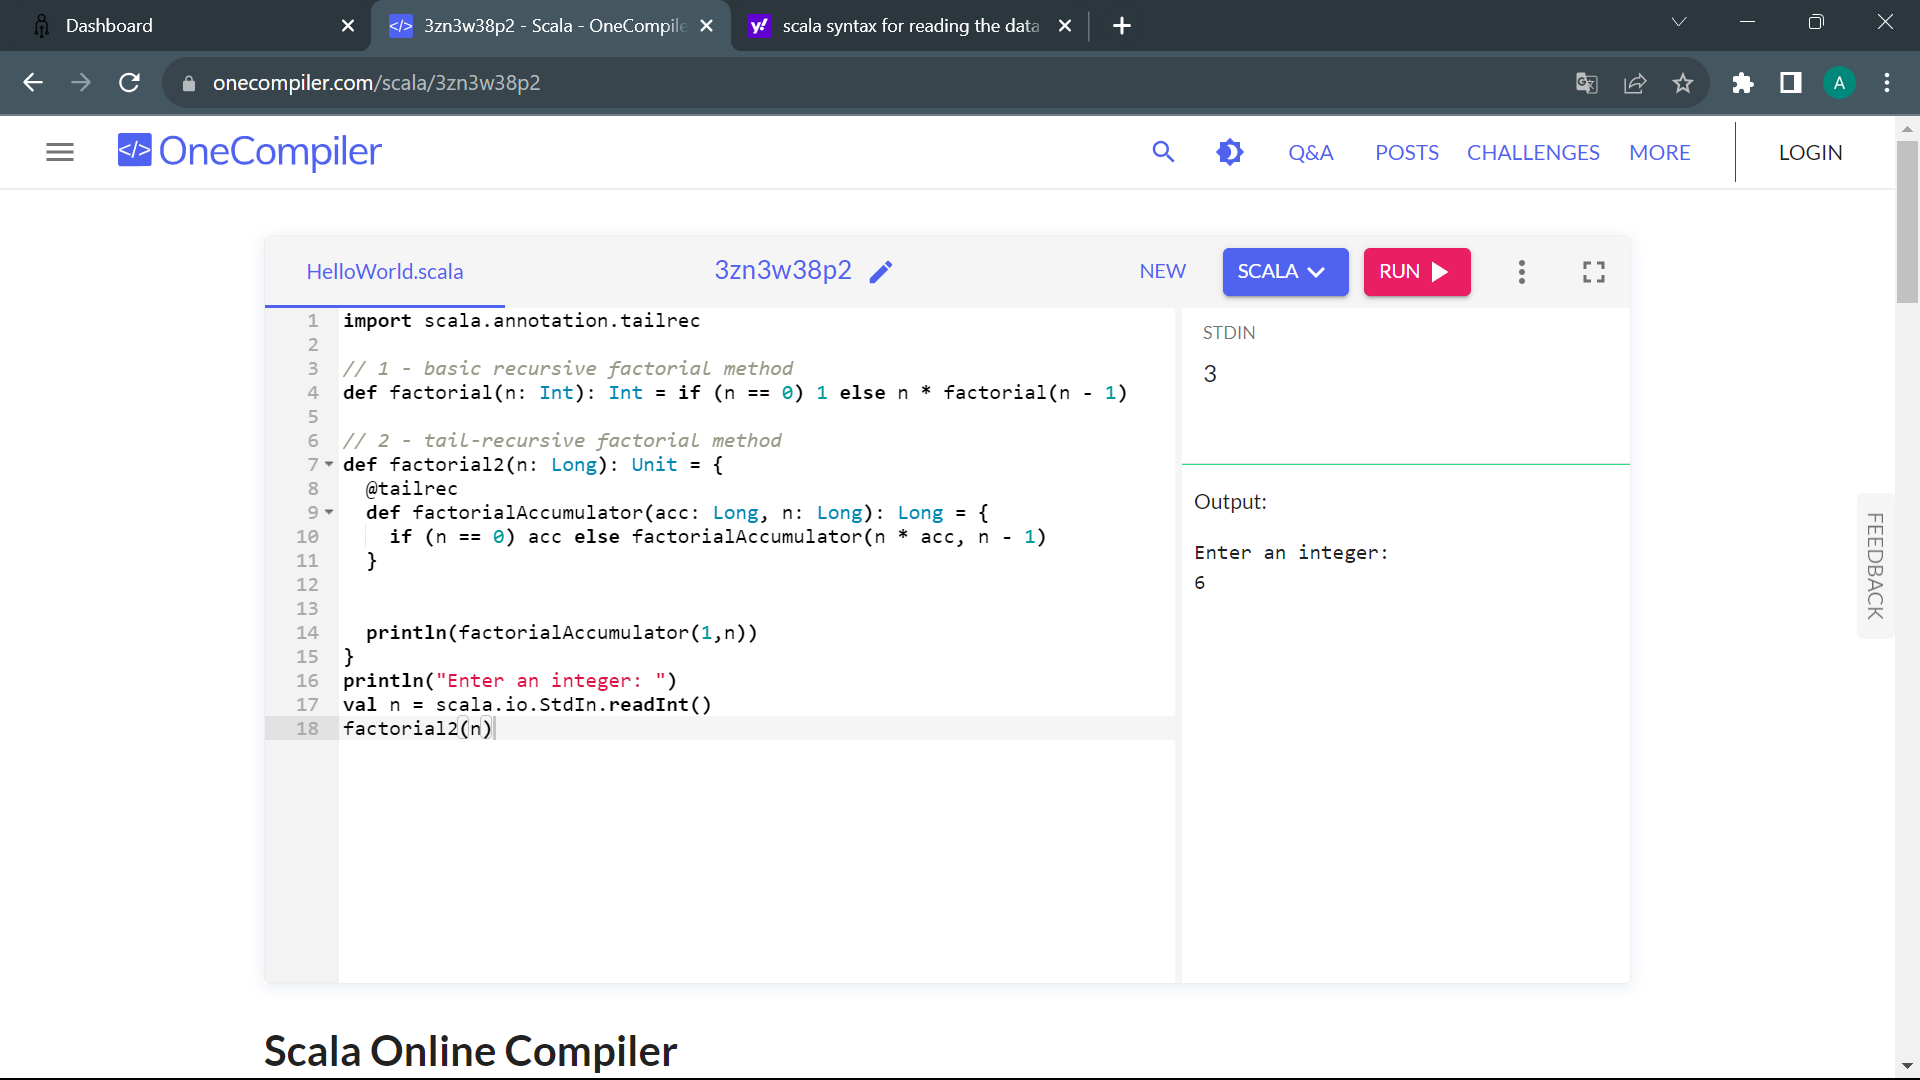 Dashboard
3zn3w38p2 - Scala - OneCompile
scala syntax for reading the data
onecompiler.com/scala/3zn3w38p2
A
</> OneCompiler
Q&A
POSTS
CHALLENGES
MORE
LOGIN
HelloWorld.scala
3zn3w38p2
NEW
SCALA
RUN
1 import scala.annotation.tailrec
2
3 // 1 - basic recursive factorial method
4 def factorial(n: Int): Int = if (n == 0) 1 else n * factorial(n - 1)
5
6 // 2 - tail-recursive factorial method
7 def factorial2(n: Long): Unit = {
8   @tailrec
9   def factorialAccumulator(acc: Long, n: Long): Long = {
10     if (n == 0) acc else factorialAccumulator(n * acc, n - 1)
11   }
12
13
14   println(factorialAccumulator(1,n))
15 }
16 println("Enter an integer: ")
17 val n = scala.io.StdIn.readInt()
18 factorial2(n)
STDIN
3
Output:
Enter an integer:
6
FEEDBACK
Scala Online Compiler